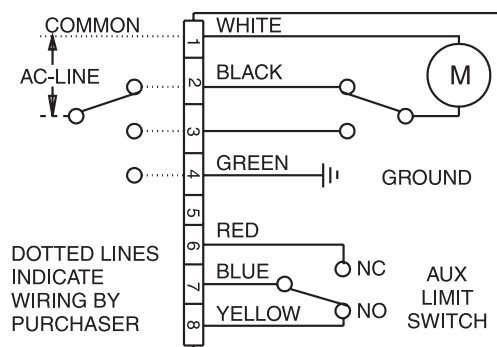 COMMON
WHITE
1
AC-LINE
M
BLACK
2
3
GREEN
4
GROUND
5
RED
6
NC
DOTTED LINES
INDICATE
WIRING BY
PURCHASER
BLUE
7
NO
YELLOW
8
AUX
LIMIT
SWITCH